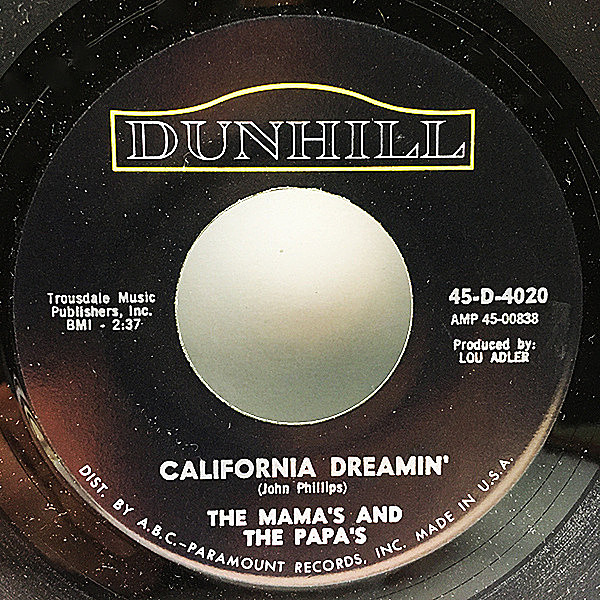 DUNHILL
Trousdale Music
Publishers, Inc.
BMI - 2:37
45-D-4020
AMP 45-00838
Produced by:
LOU ADLER
CALIFORNIA DREAMIN'
(John Phillips)
THE MAMA'S AND
THE PAPA'S
DIST. BY A.B.C.-PARAMOUNT RECORDS, INC. MADE IN U.S.A.